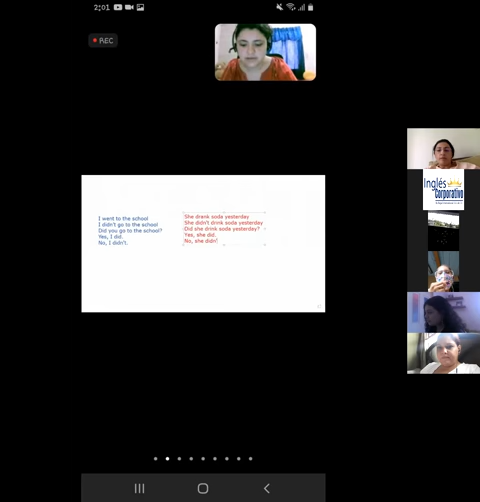 2:01
REC
I went to the school
I didn't go to the school
Did you go to the school?
Yes, I did.
No, I didn't.
She drank soda yesterday
She didn't drink soda yesterday
Did she drink soda yesterday?
Yes, she did.
No, she didn'
Inglés
Corporativo